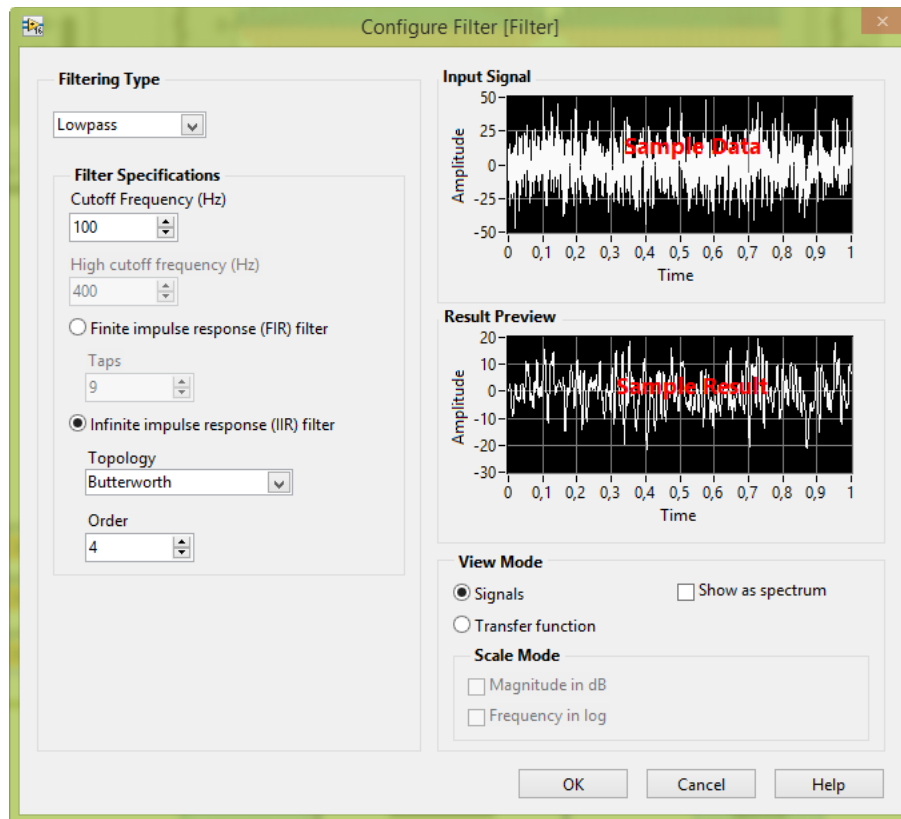 Configure Filter [Filter]
Filtering Type
Lowpass
Filter Specifications
Cutoff Frequency (Hz)
100
High cutoff frequency (Hz)
400
Finite impulse response (FIR) filter
Taps
9
Infinite impulse response (IIR) filter
Topology
Butterworth
Order
4
Input Signal
Amplitude
50
25
0
-25
-50
Sample Data
0 0,1 0,2 0,3 0,4 0,5 0,6 0,7 0,8 0,9 1
Time
Result Preview
Amplitude
20
10
0
-10
-20
-30
Sample Result
0 0,1 0,2 0,3 0,4 0,5 0,6 0,7 0,8 0,9 1
Time
View Mode
Signals
Show as spectrum
Transfer function
Scale Mode
Magnitude in dB
Frequency in log
OK Cancel Help